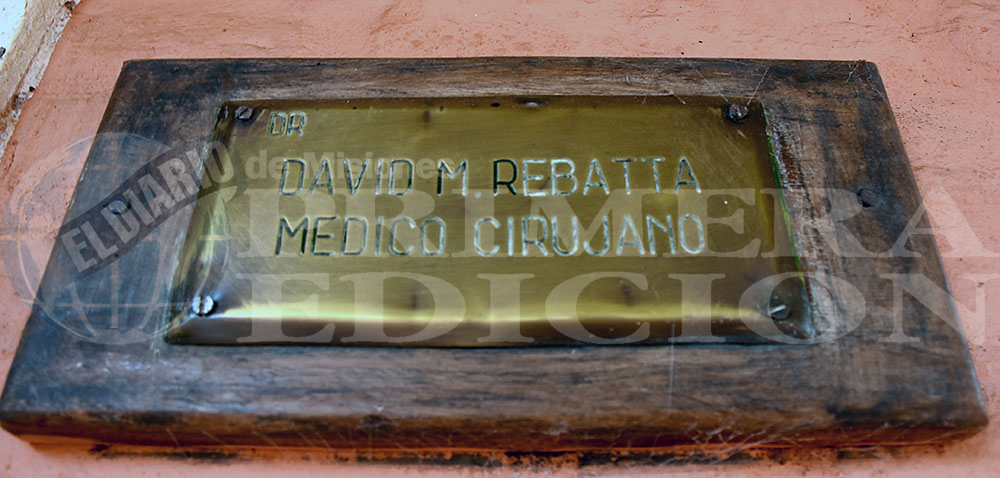 DR
DAVID M. REBATTA
MEDICO CIRUJANO
EL DIARIO
de Misiones
PRIMERA
EDICION